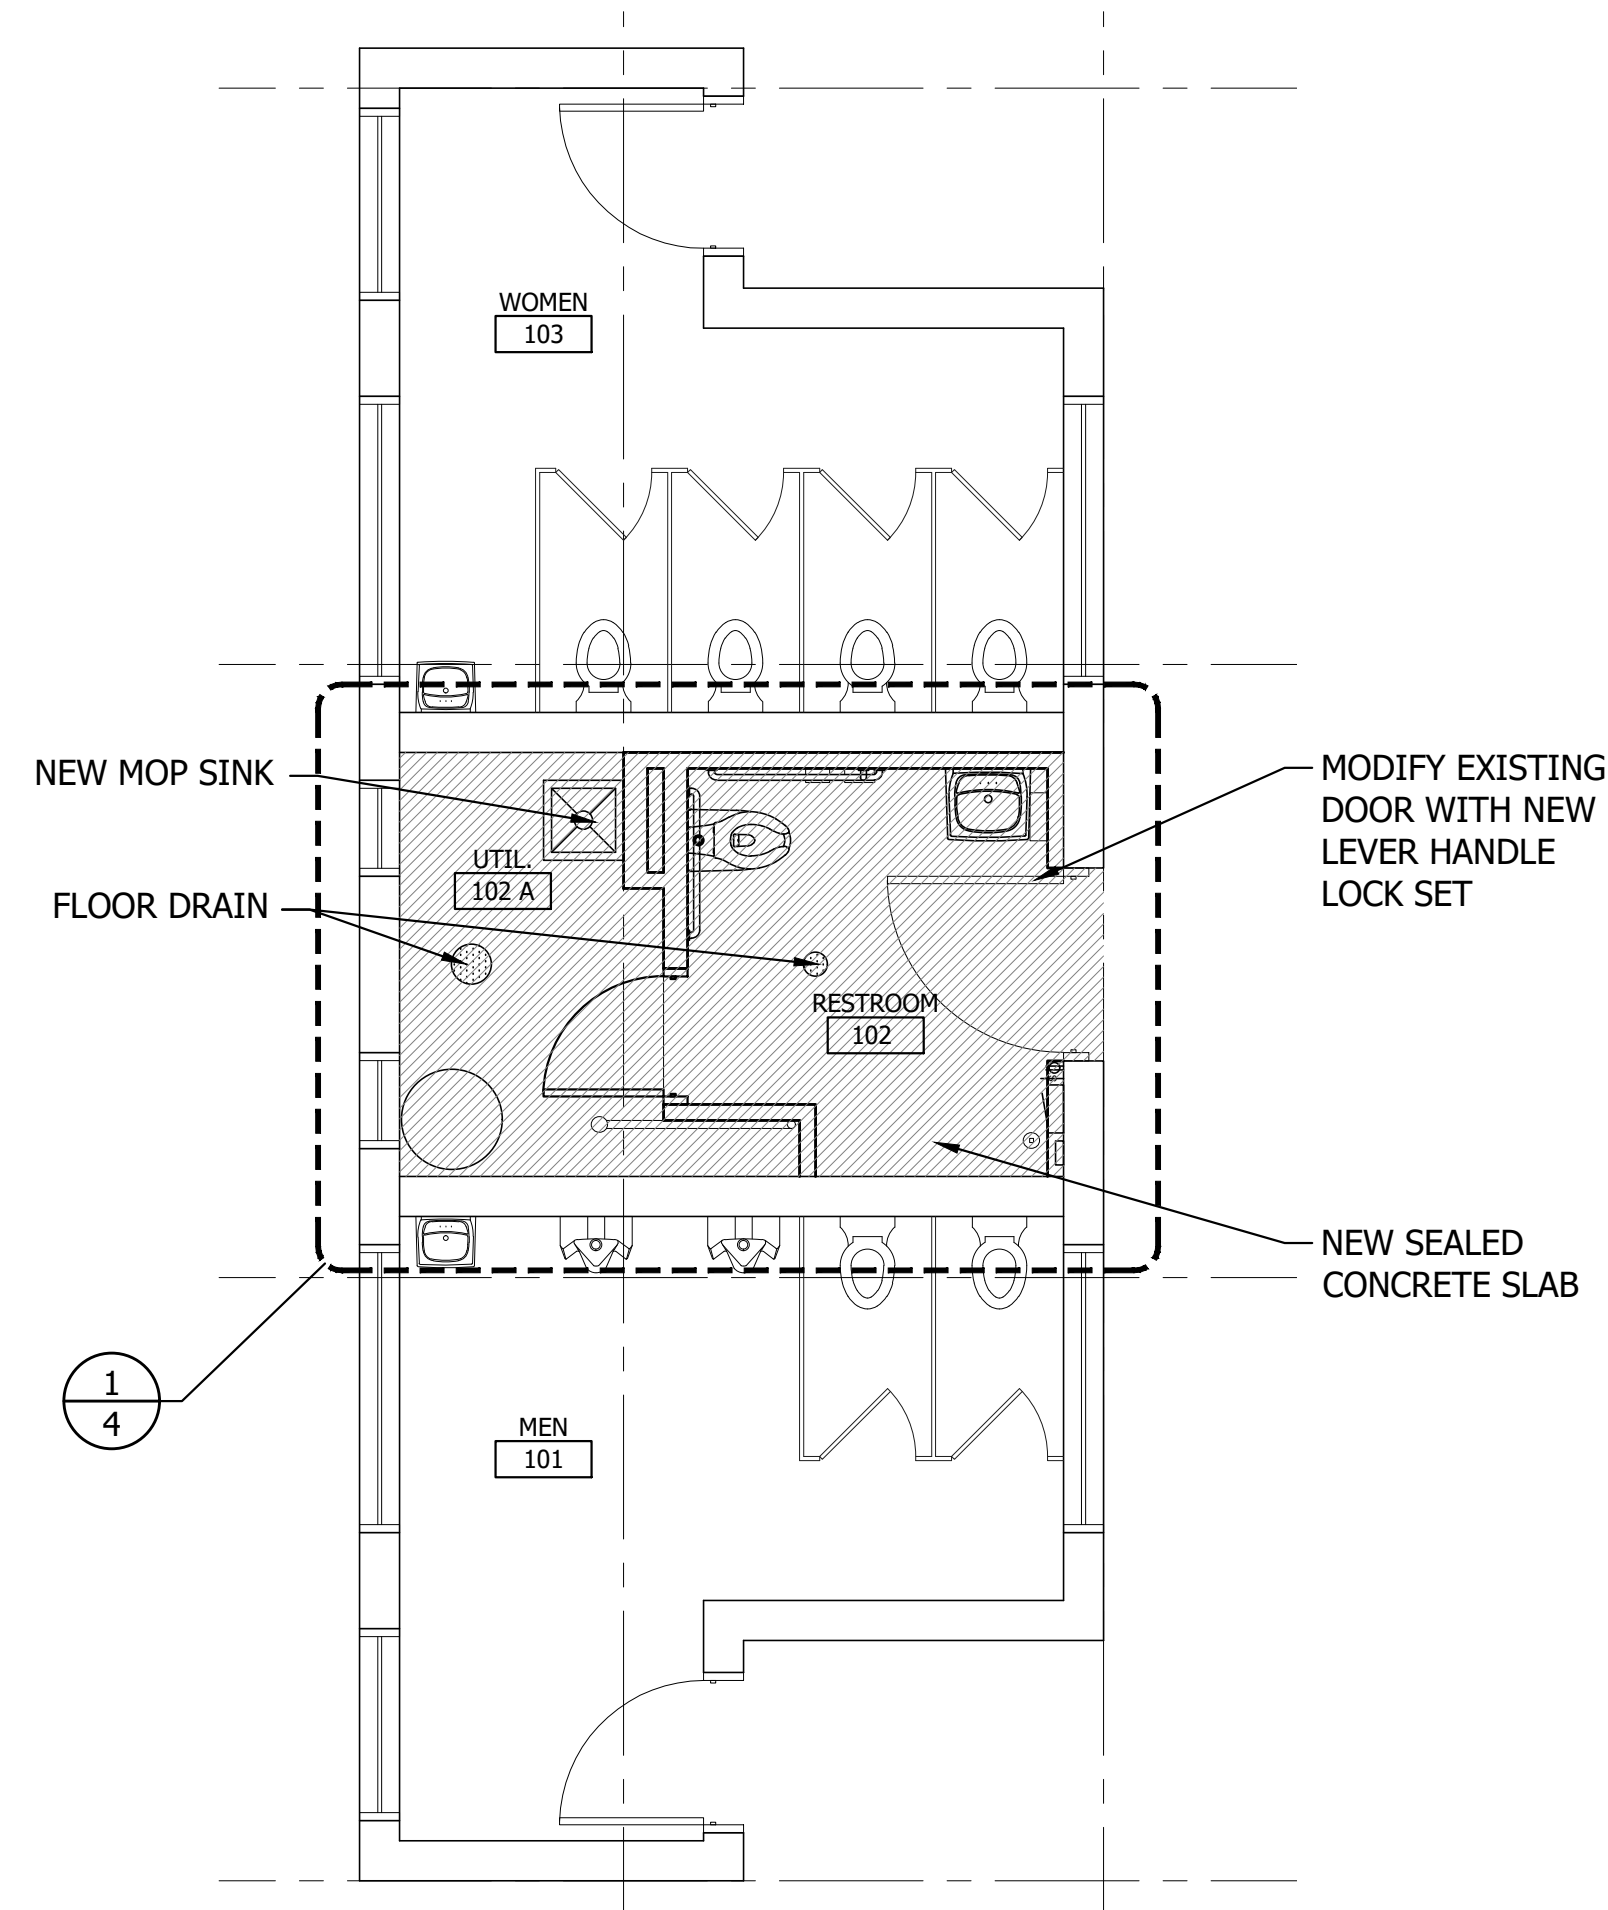 WOMEN
103
NEW MOP SINK
MODIFY EXISTING
DOOR WITH NEW
LEVER HANDLE
LOCK SET
UTIL.
102 A
FLOOR DRAIN
RESTROOM
102
NEW SEALED
CONCRETE SLAB
1
4
MEN
101